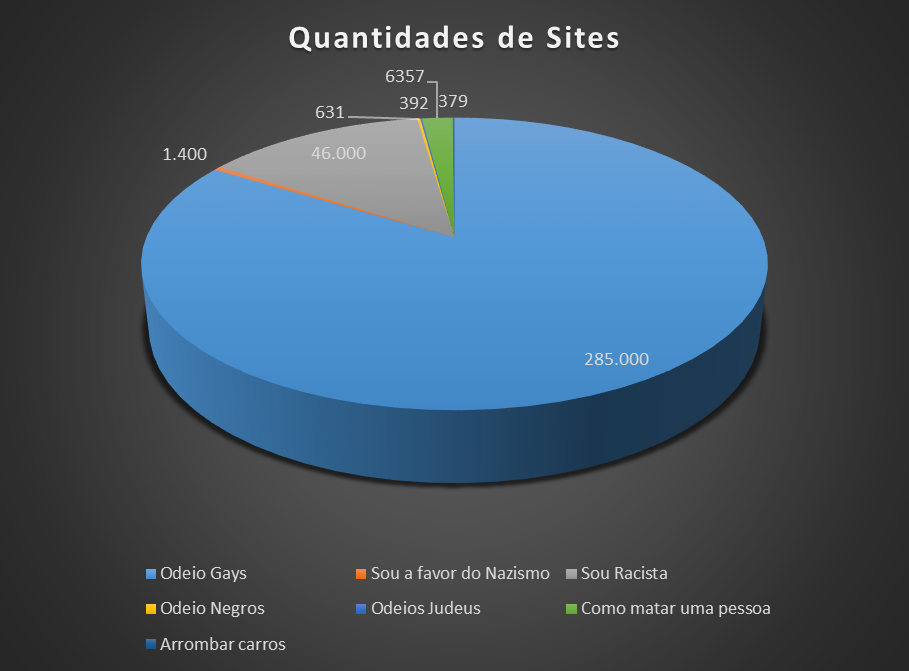 Quantidades de Sites
6357
392
379
631
1.400
46.000
285.000
Odeio Gays
Sou a favor do Nazismo
Sou Racista
Odeio Negros
Odeios Judeus
Como matar uma pessoa
Arrombar carros